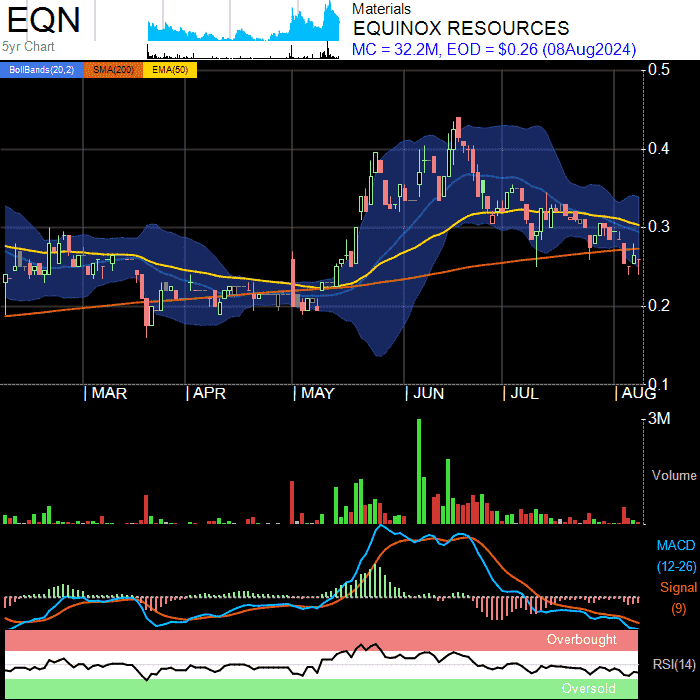 EQN
5yr Chart
Materials
EQUINOX RESOURCES
MC = 32.2M, EOD = $0.26 (08Aug2024)
BollBands(20,2) SMA(200) EMA(50)
0.5
0.4
0.3
0.2
0.1
| MAR | APR | MAY | JUN | JUL | AUG
3M
Volume
MACD
(12-26)
Signal
(9)
Overbought
RSI(14)
Oversold